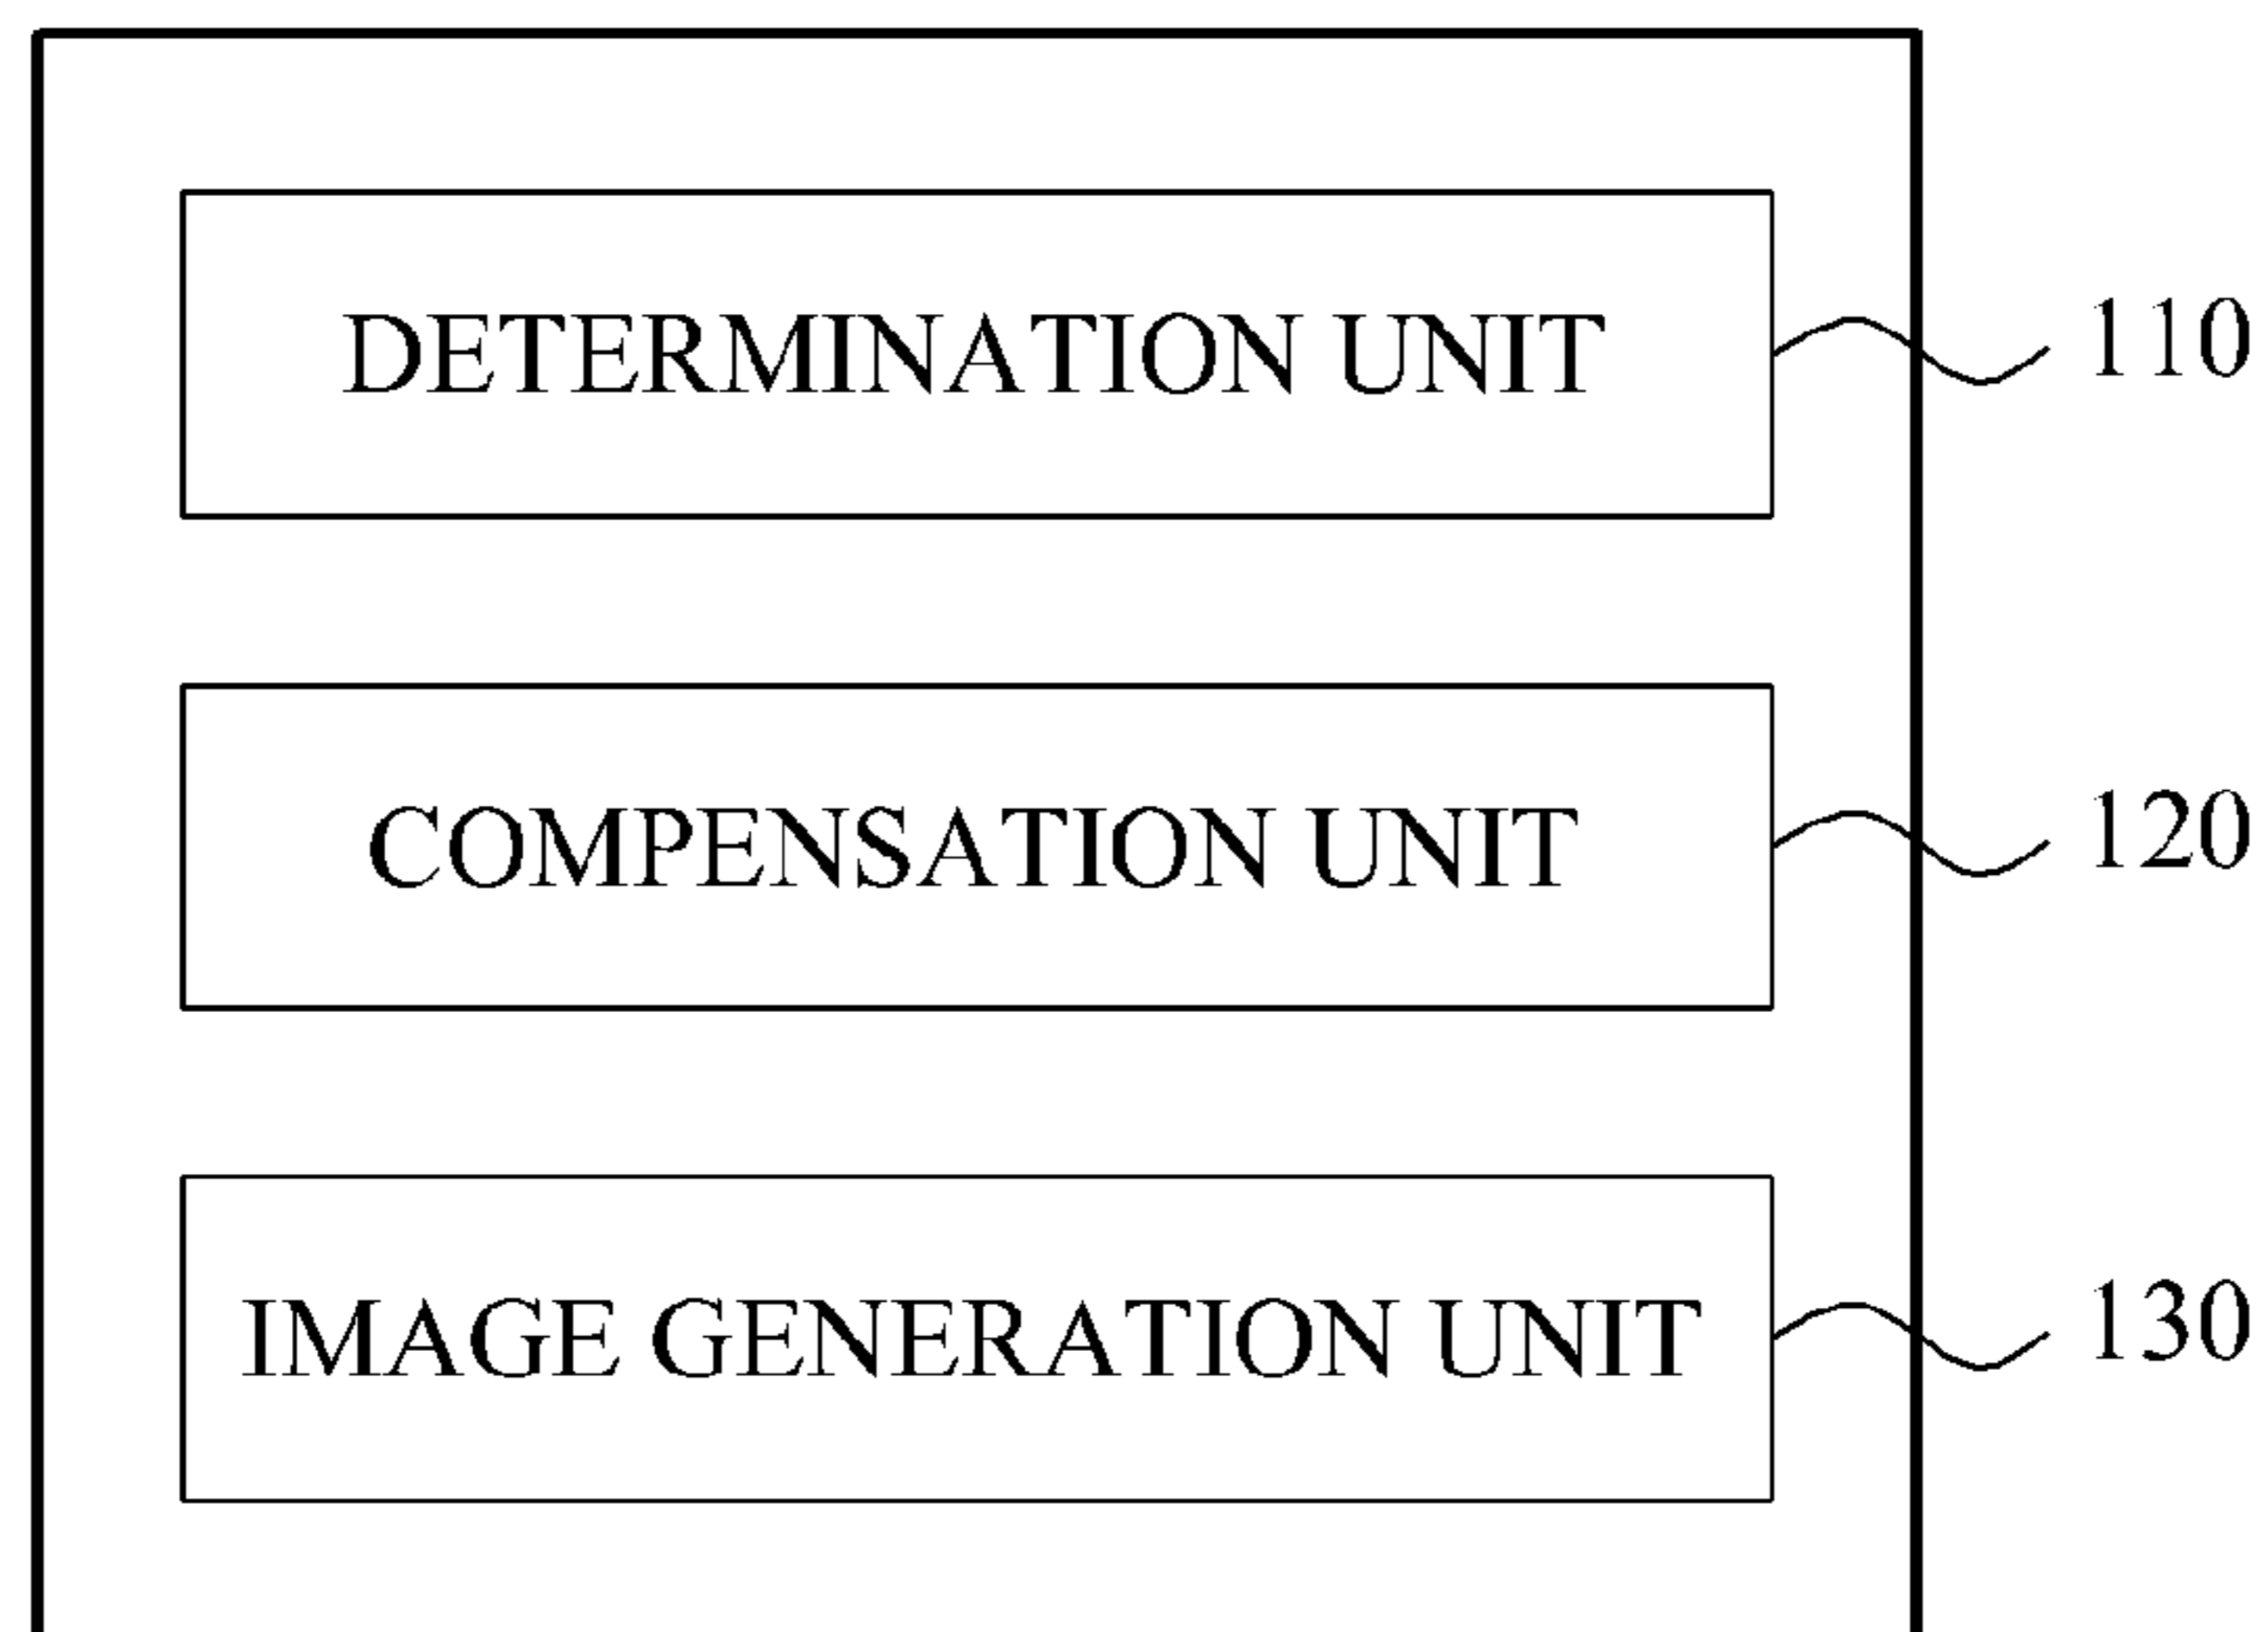 DETERMINATION UNIT 110
COMPENSATION UNIT 120
IMAGE GENERATION UNIT 130